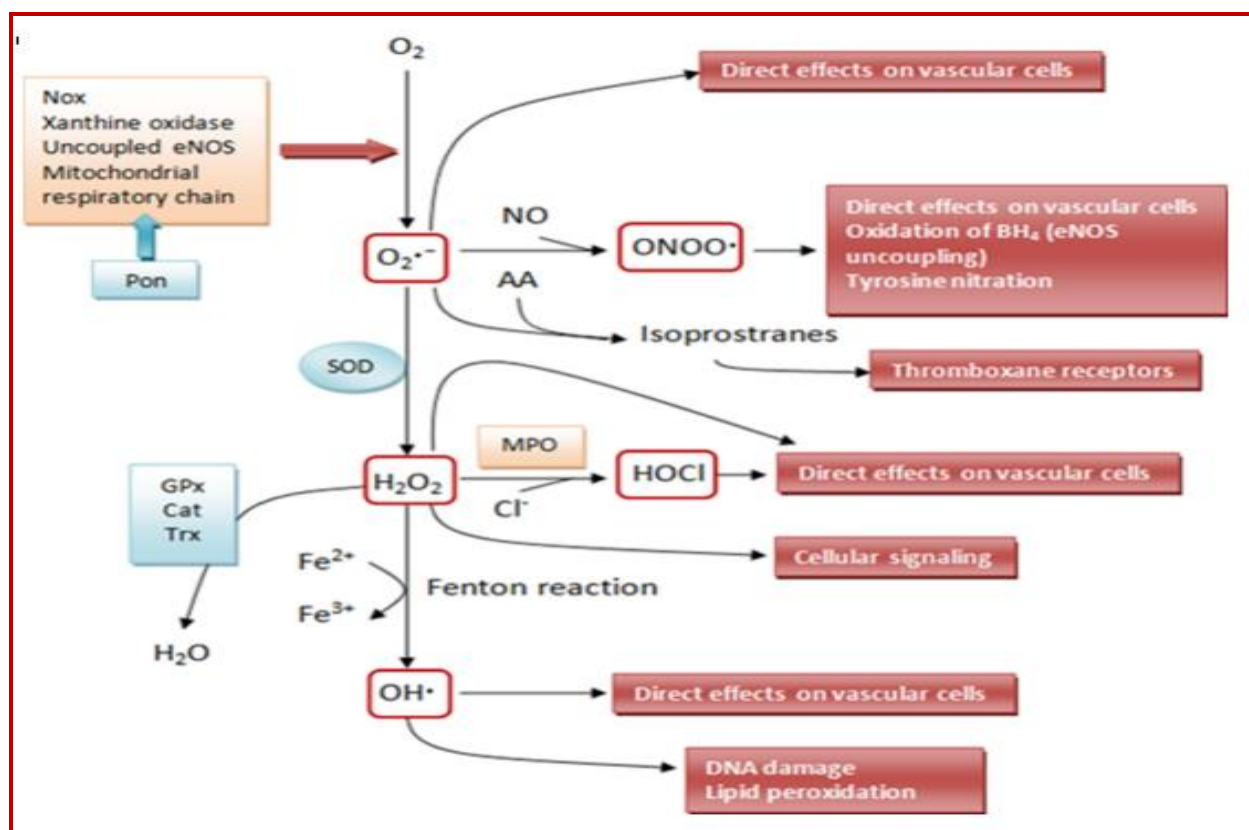 O₂
Direct effects on vascular cells
Nox
Xanthine oxidase
Uncoupled eNOS
Mitochondrial
respiratory chain
Pon
O₂•⁻
NO
ONOO•
Direct effects on vascular cells
Oxidation of BH₄ (eNOS
uncoupling)
Tyrosine nitration
AA
Isoprostranes
Thromboxane receptors
SOD
MPO
H₂O₂
Cl⁻
HOCl
Direct effects on vascular cells
GPx
Cat
Trx
H₂O
Cellular signaling
Fe²⁺
Fenton reaction
Fe³⁺
OH•
Direct effects on vascular cells
DNA damage
Lipid peroxidation